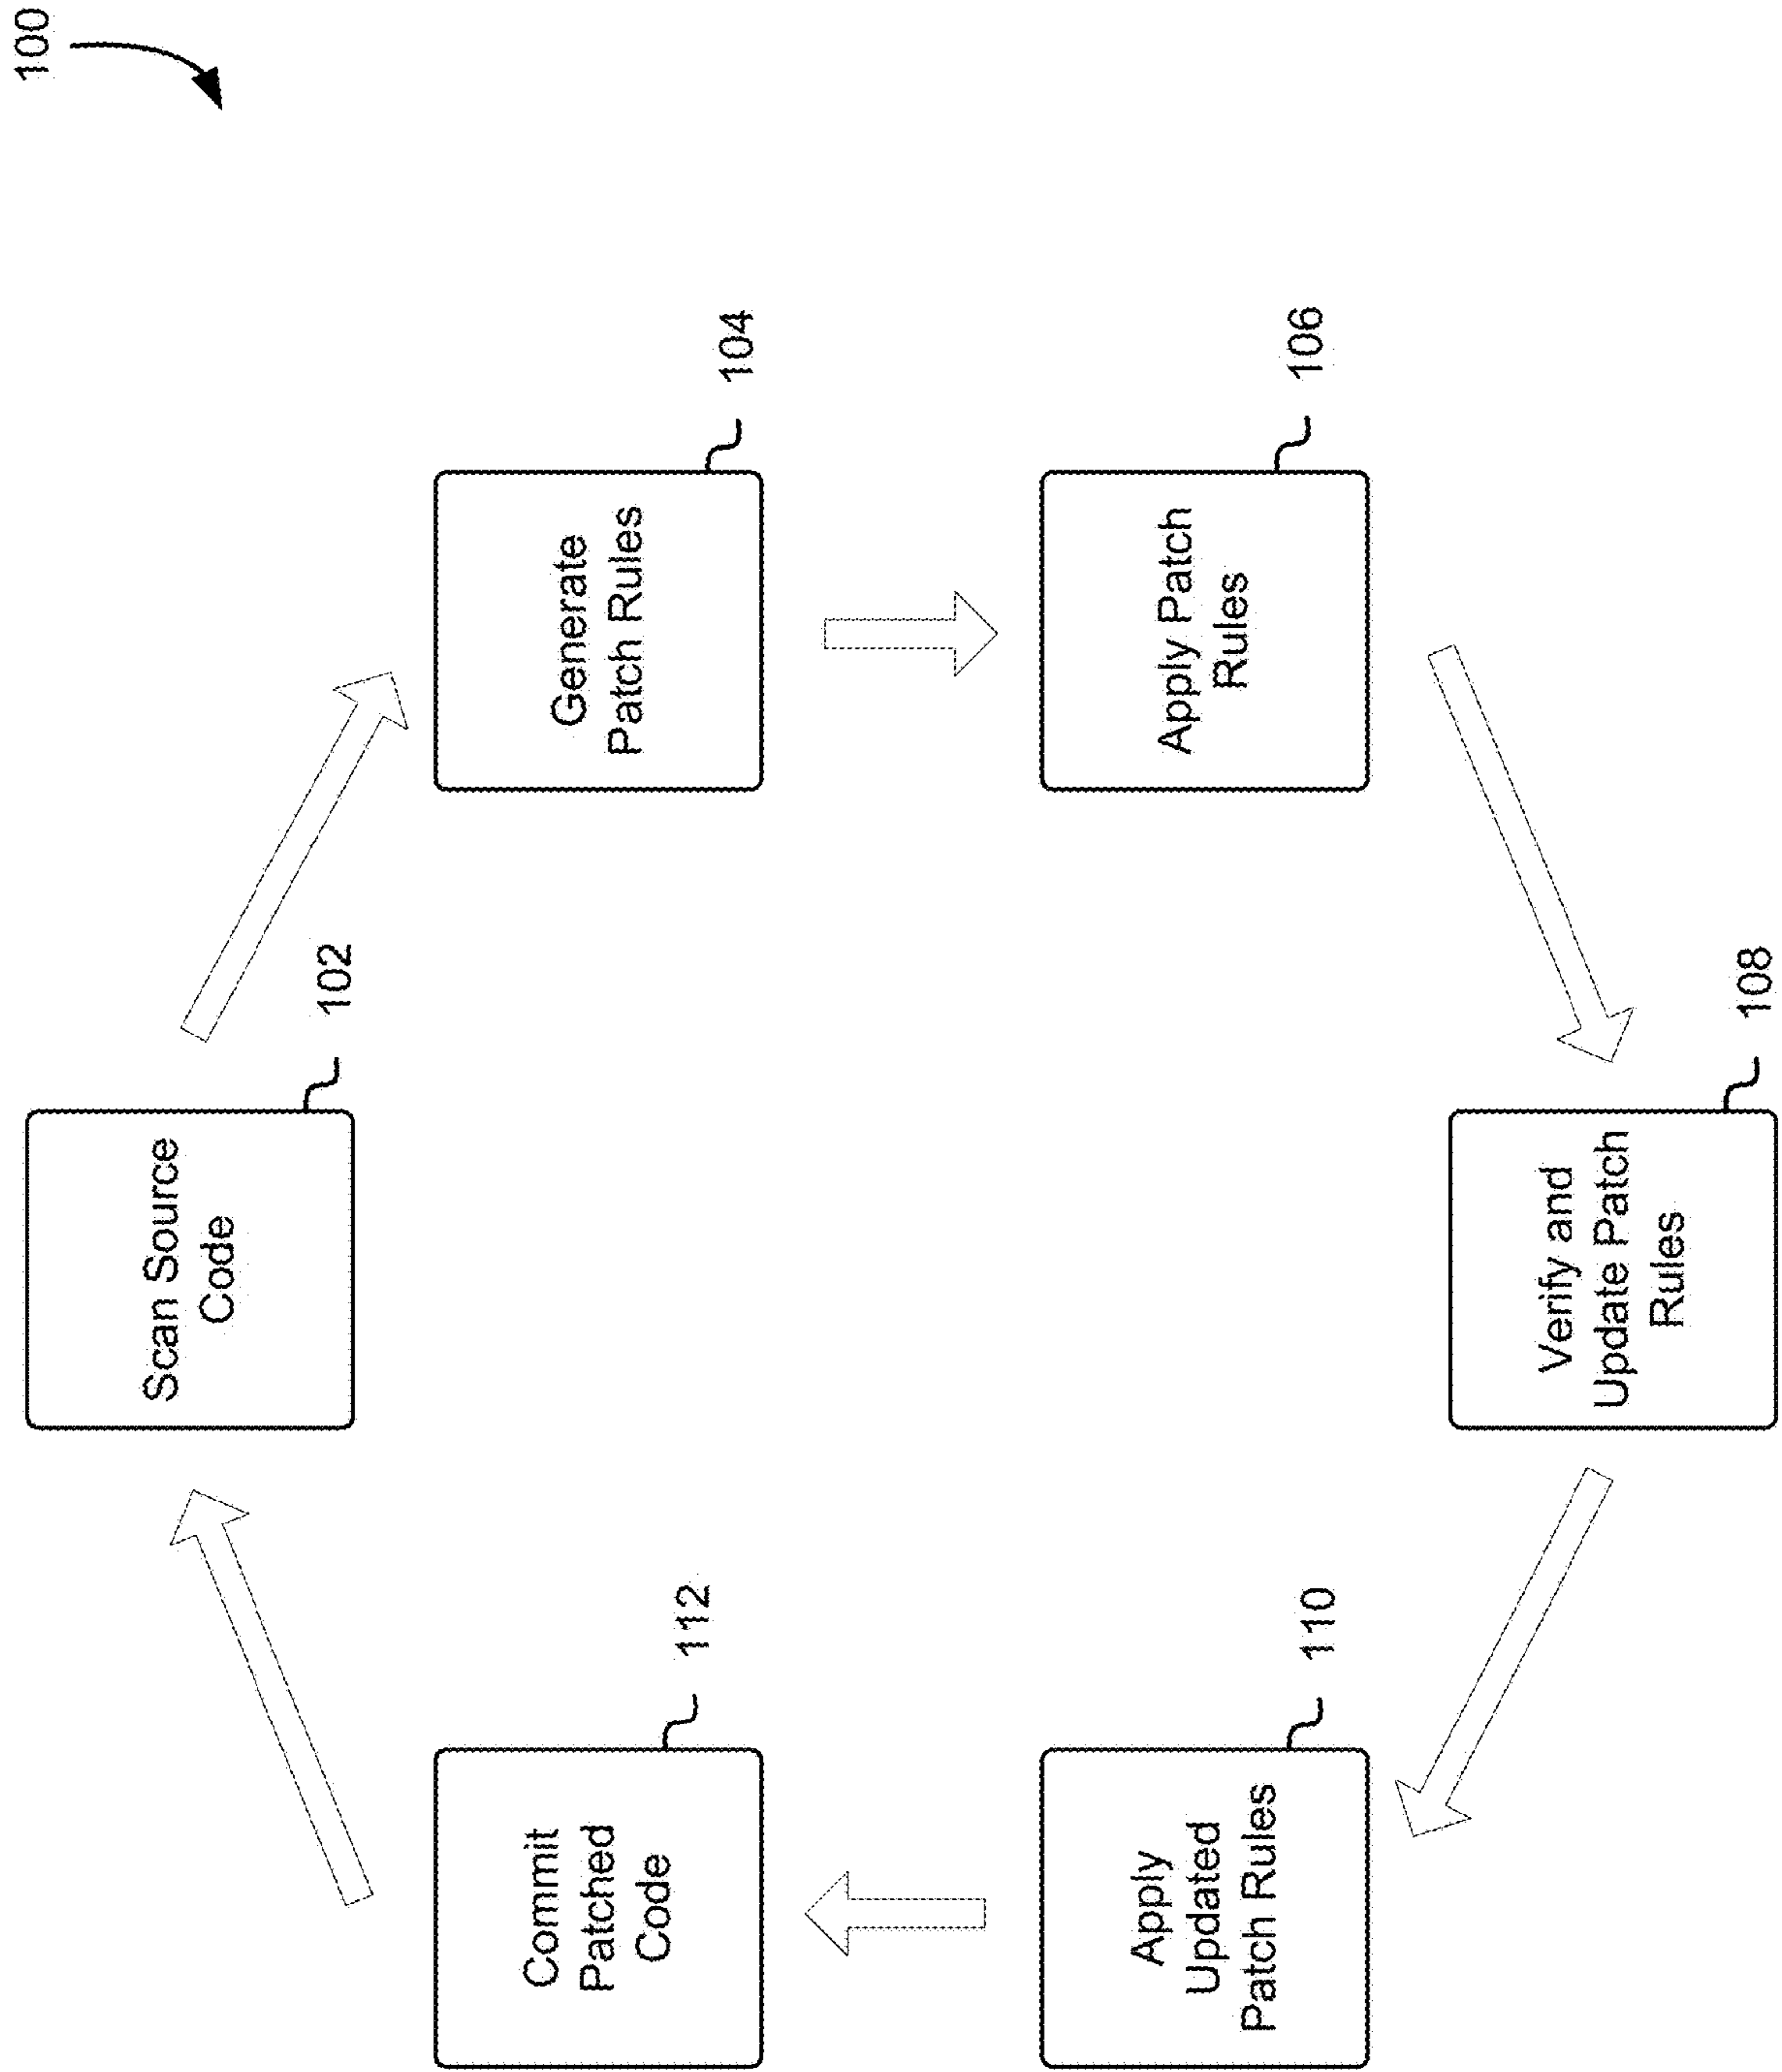 100
Scan Source
Code
102
Generate
Patch Rules
104
Apply Patch
Rules
106
Verify and
Update Patch
Rules
108
Apply
Updated
Patch Rules
110
Commit
Patched
Code
112